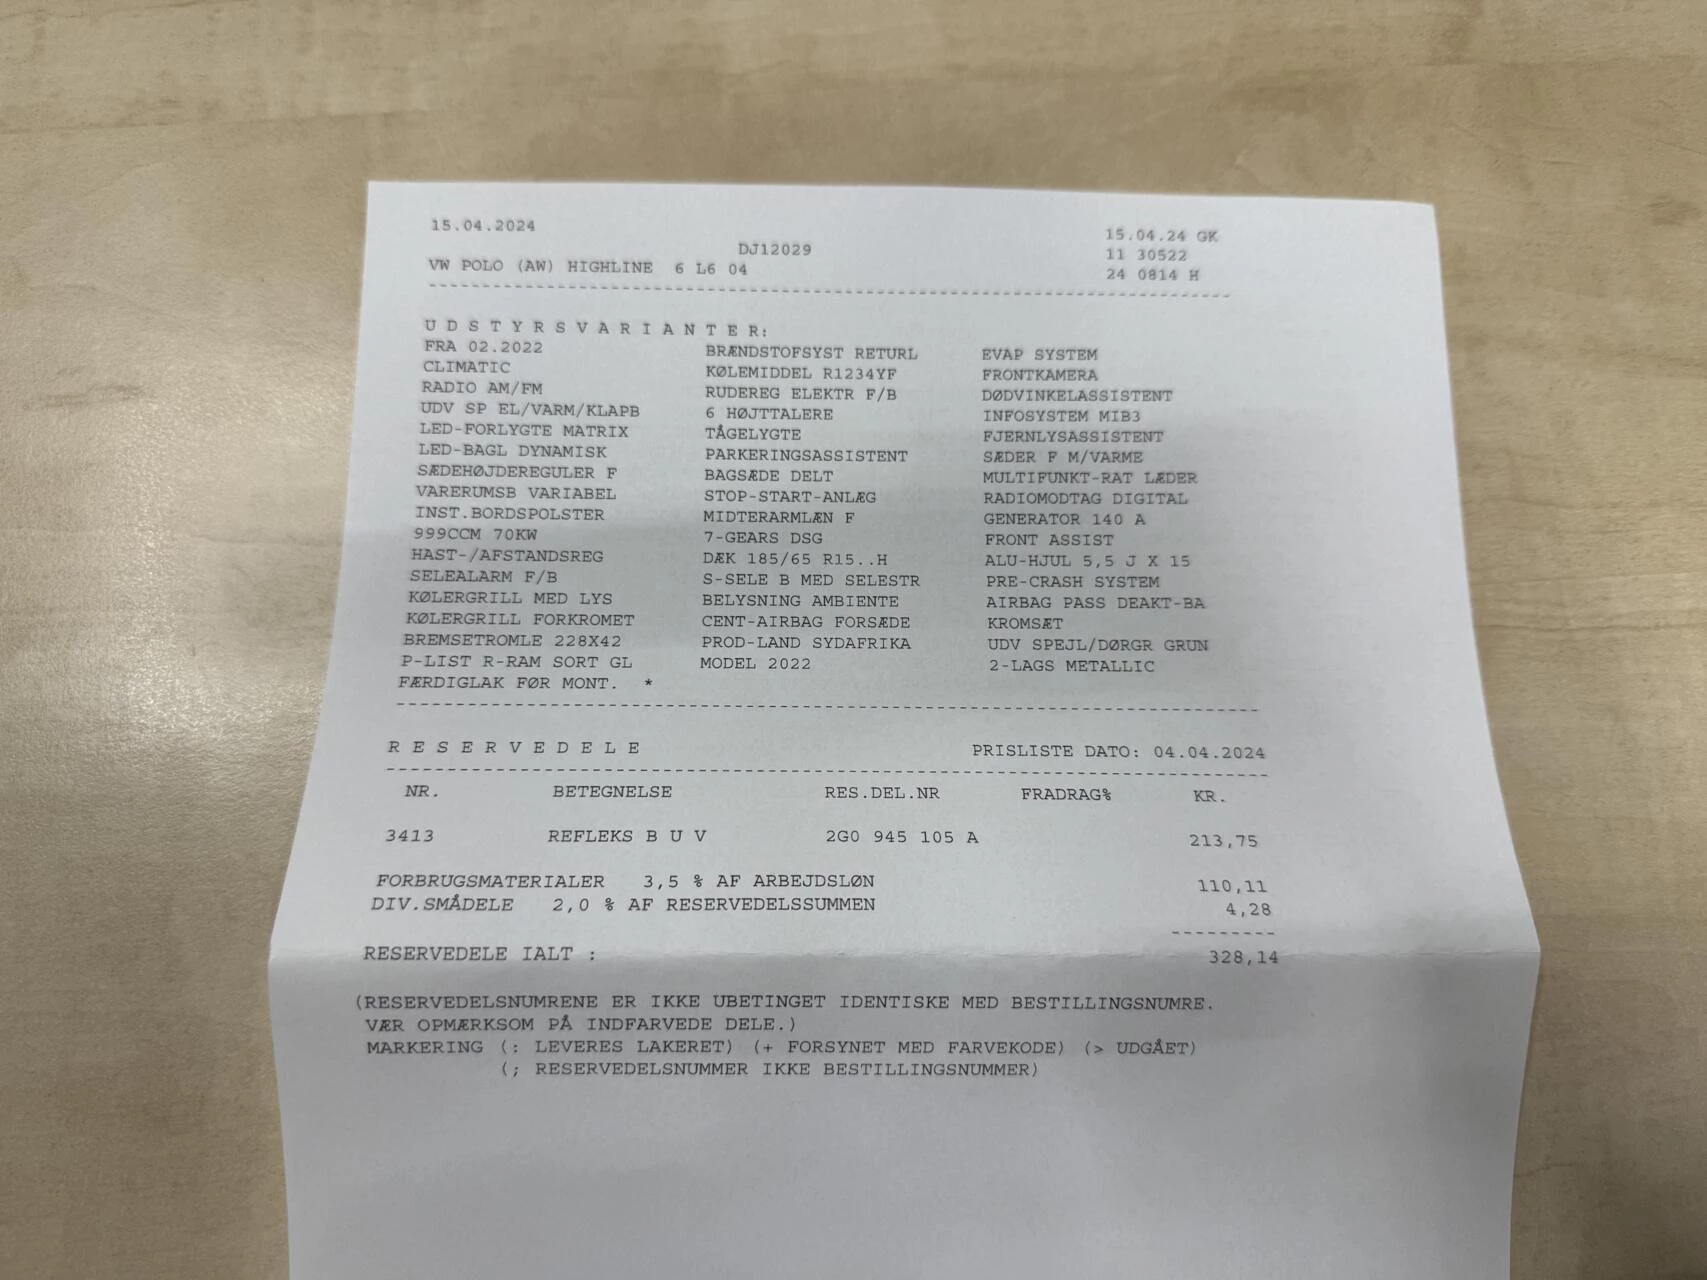 15.04.2024 15.04.24 GK
DJ12029 11 30522
VW POLO (AW) HIGHLINE 6 L6 04 24 0814 H
--------------------------------------------------------------------------------
U D S T Y R S V A R I A N T E R:
FRA 02.2022 BRÆNDSTOFSYST RETURL EVAP SYSTEM
CLIMATIC KØLEMIDDEL R1234YF FRONTKAMERA
RADIO AM/FM RUDEREG ELEKTR F/B DØDVINKELASSISTENT
UDV SP EL/VARM/KLAPB 6 HØJTTALERE INFOSYSTEM MIB3
LED-FORLYGTE MATRIX TÅGELYGTE FJERNLYSASSISTENT
LED-BAGL DYNAMISK PARKERINGSASSISTENT SÆDER F M/VARME
SÆDEHØJDEREGULER F BAGSÆDE DELT MULTIFUNKT-RAT LÆDER
VARERUMSB VARIABEL STOP-START-ANLÆG RADIOMODTAG DIGITAL
INST.BORDSPOLSTER MIDTERARMLÆN F GENERATOR 140 A
999CCM 70KW 7-GEARS DSG FRONT ASSIST
HAST-/AFSTANDSREG DÆK 185/65 R15..H ALU-HJUL 5,5 J X 15
SELEALARM F/B S-SELE B MED SELESTR PRE-CRASH SYSTEM
KØLERGRILL MED LYS BELYSNING AMBIENTE AIRBAG PASS DEAKT-BA
KØLERGRILL FORKROMET CENT-AIRBAG FORSÆDE KROMSÆT
BREMSETROMLE 228X42 PROD-LAND SYDAFRIKA UDV SPEJL/DØRGR GRUN
P-LIST R-RAM SORT GL MODEL 2022 2-LAGS METALLIC
FÆRDIGLAK FØR MONT. *
--------------------------------------------------------------------------------
R E S E R V E D E L E PRISLISTE DATO: 04.04.2024
--------------------------------------------------------------------------------
NR. BETEGNELSE RES.DEL.NR FRADRAG% KR.
3413 REFLEKS B U V 2G0 945 105 A 213,75
FORBRUGSMATERIALER 3,5 % AF ARBEJDSLØN 110,11
DIV.SMÅDELE 2,0 % AF RESERVEDELSSUMMEN 4,28
---------
RESERVEDELE IALT : 328,14
(RESERVEDELSNUMRENE ER IKKE UBETINGET IDENTISKE MED BESTILLINGSNUMRE.
VÆR OPMÆRKSOM PÅ INDFARVEDE DELE.)
MARKERING (: LEVERES LAKERET) (+ FORSYNET MED FARVEKODE) (> UDGÅET)
(; RESERVEDELSNUMMER IKKE BESTILLINGSNUMMER)